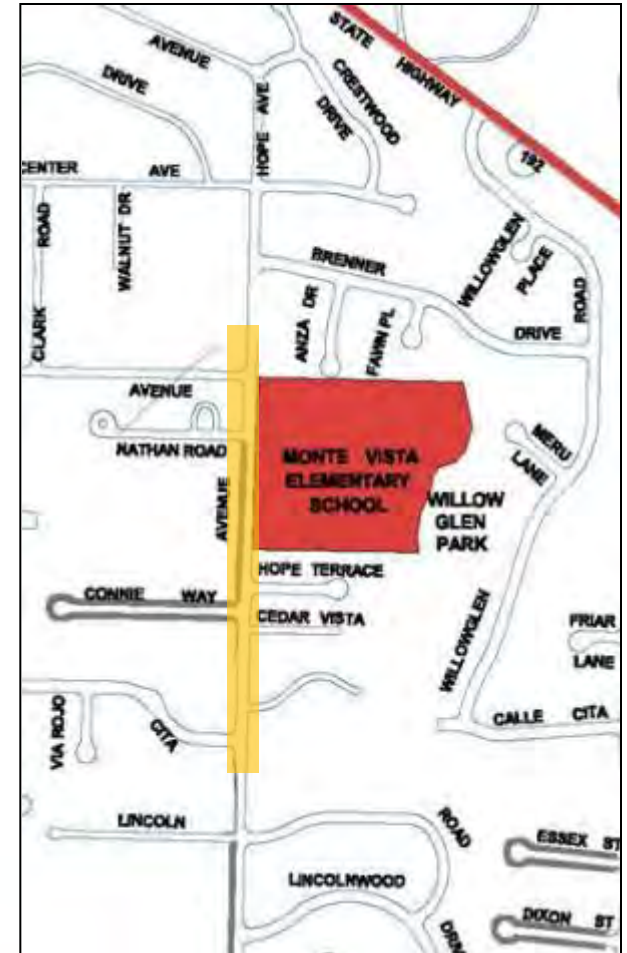 STATE HIGHWAY
192
AVENUE
DRIVE
HOPE AVE
CRESTWOOD
DRIVE
CENTER AVE
ROAD
CLARK
WALNUT DR
BRENNER
DRIVE
WILLOWGLEN
PLACE
ROAD
ANZA DR
FAVIN PL
AVENUE
NATHAN ROAD
AVENUE
MONTE VISTA
ELEMENTARY
SCHOOL
WILLOW
GLEN
PARK
MERU
LANE
HOPE TERRACE
CONNIE WAY
CEDAR VISTA
WILLOWGLEN
FRIAR
LANE
CALLE CITA
VIA ROJO
CITA
LINCOLN
ROAD
LINCOLNWOOD
ESSEX ST
DIXON ST